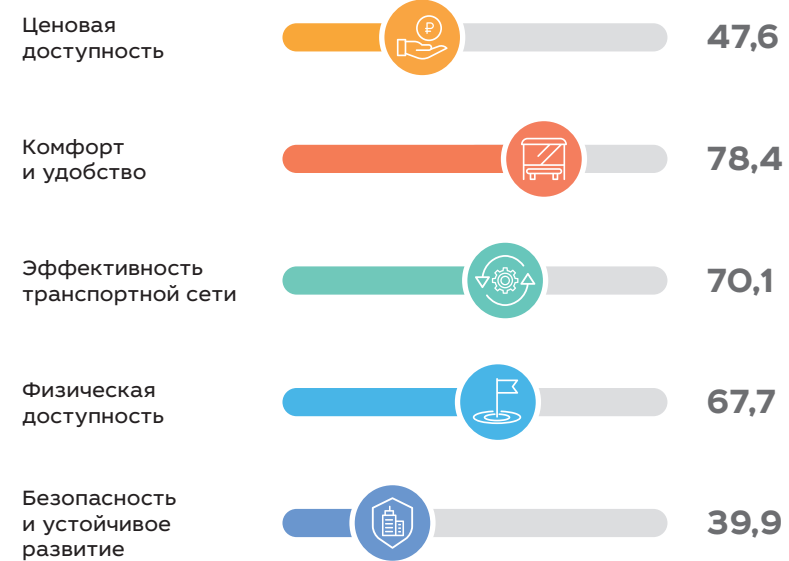 Ценовая
доступность
₽
47,6
Комфорт
и удобство
78,4
Эффективность
транспортной сети
70,1
Физическая
доступность
67,7
Безопасность
и устойчивое
развитие
39,9